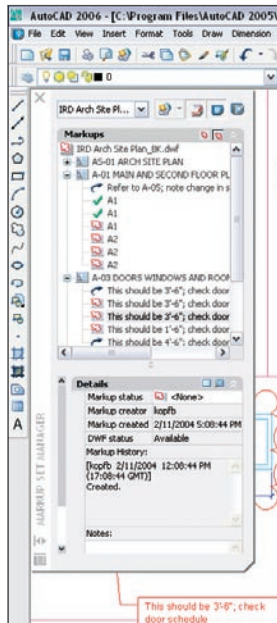 AutoCAD 2006 - [C:\Program Files\AutoCAD 2005\
File Edit View Insert Format Tools Draw Dimension
0
IRD Arch Site Pl...
Markups
IRD Arch Site Plan_BK.dwf
AS-01 ARCH SITE PLAN
A-01 MAIN AND SECOND FLOOR PL
Refer to A-05; note change in s
A1
A1
A1
A2
A2
A2
A-03 DOORS WINDOWS AND ROOM
This should be 3'-6"; check door
This should be 3'-6"; check door
This should be 3'-6"; check door
This should be 1'-6"; check door
This should be 4'-6"; check door
Details
Markup status <None>
Markup creator kopfb
Markup created 2/11/2004 5:08:44 PM
DWF status Available
Markup History:
[kopfb 2/11/2004 12:08:44 PM
(17:08:44 GMT)]
Created.
Notes:
MARKUP SET MANAGER
A
This should be 3'-6"; check
door schedule